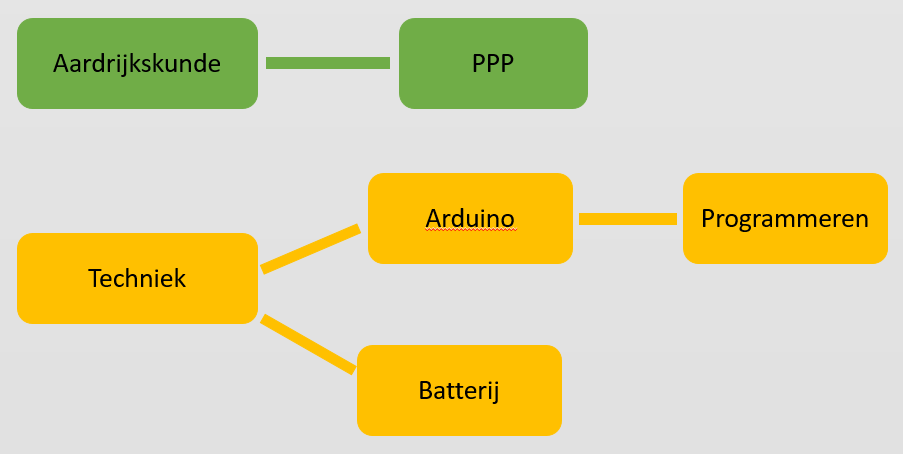 Aardrijkskunde
PPP
Arduino
Programmeren
Techniek
Batterij